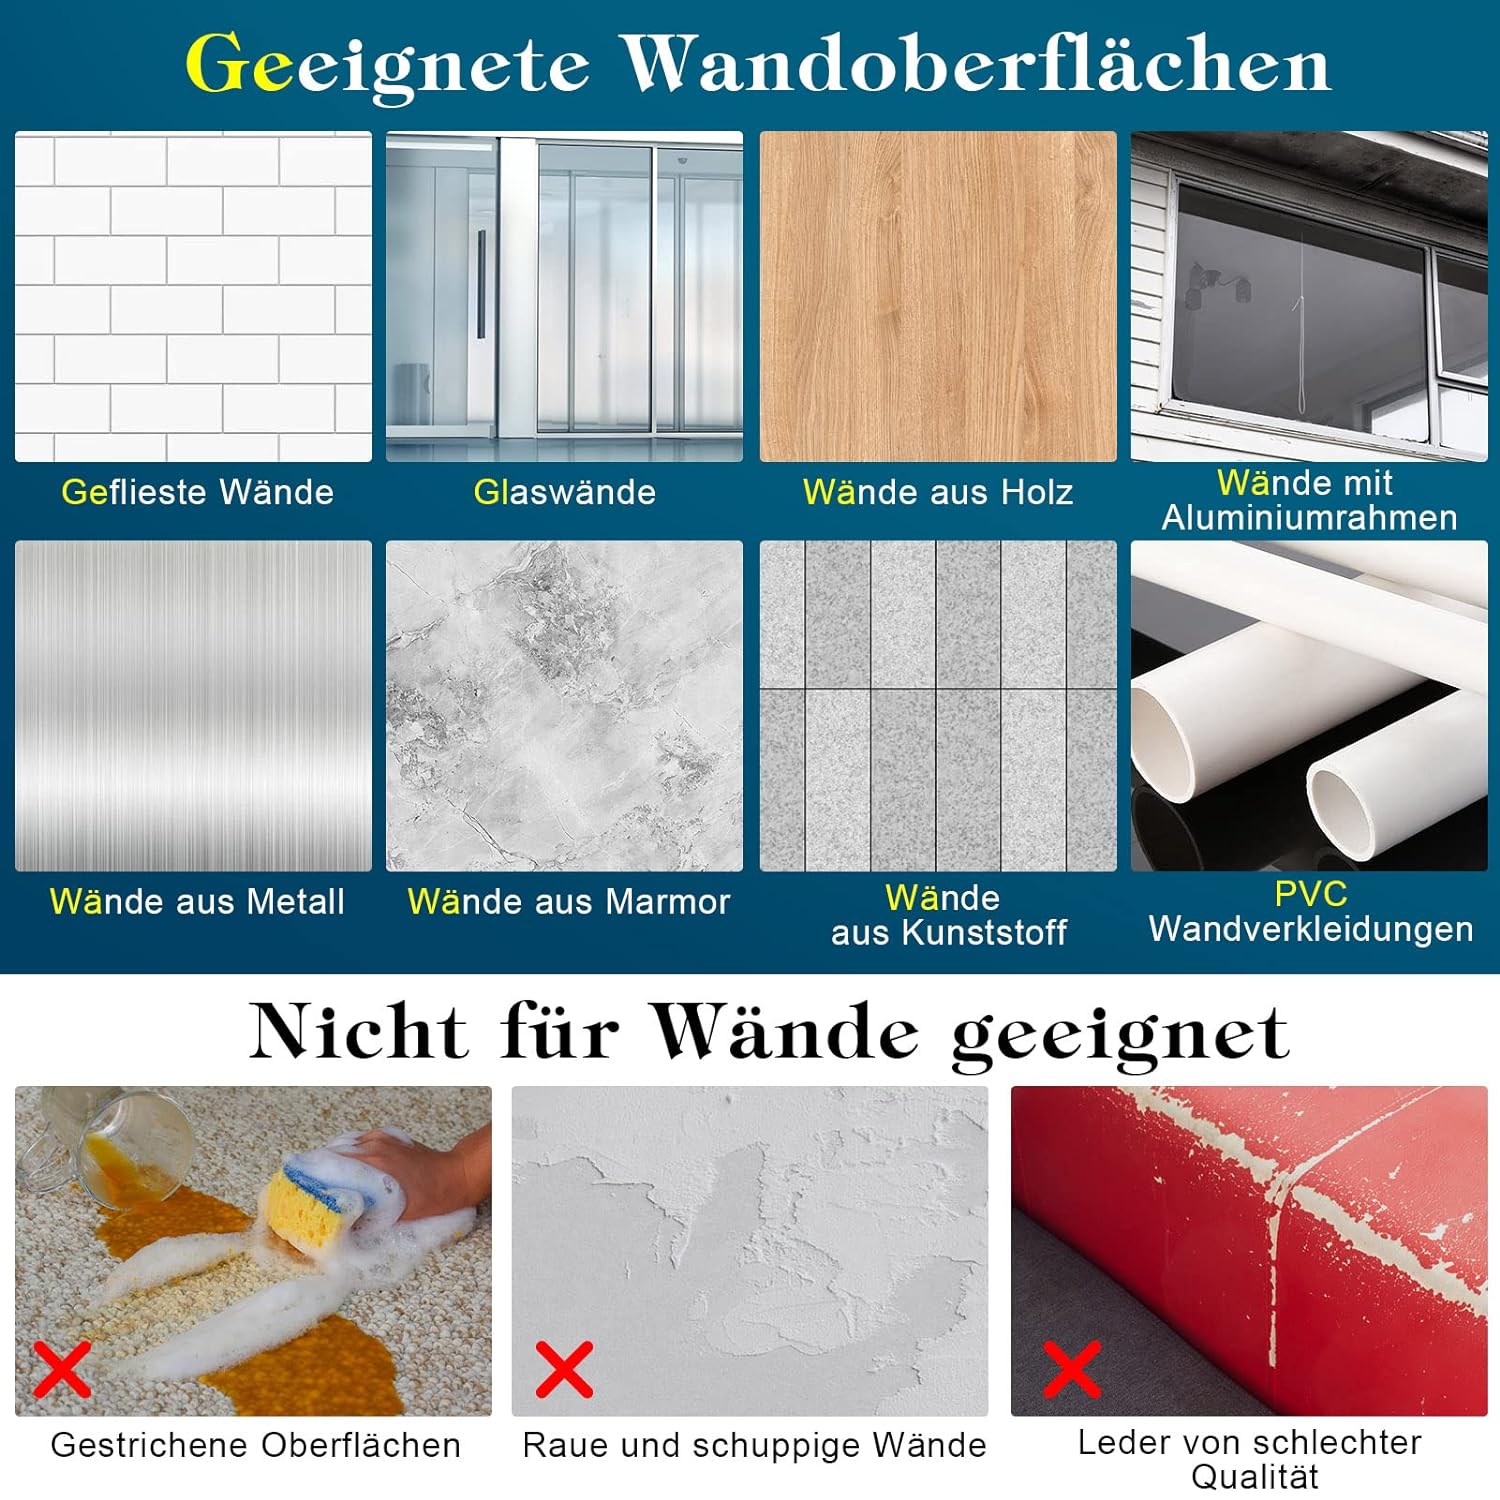 Geeignete Wandoberflächen
Geflieste Wände
Glaswände
Wände aus Holz
Wände mit
Aluminiumrahmen
Wände aus Metall
Wände aus Marmor
Wände
aus Kunststoff
PVC
Wandverkleidungen
Nicht für Wände geeignet
Gestrichene Oberflächen
Raue und schuppige Wände
Leder von schlechter
Qualität